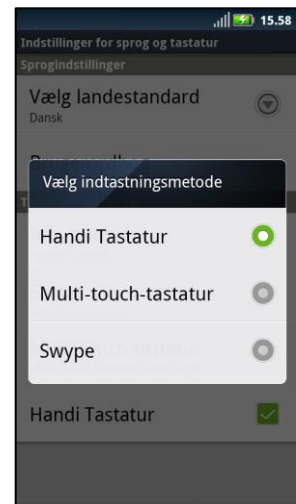 15.58
Indstillinger for sprog og tastatur
Sprogindstillinger
Vælg landestandard
Dansk
Vælg indtastningsmetode
Handi Tastatur
Multi-touch-tastatur
Swype
Handi Tastatur